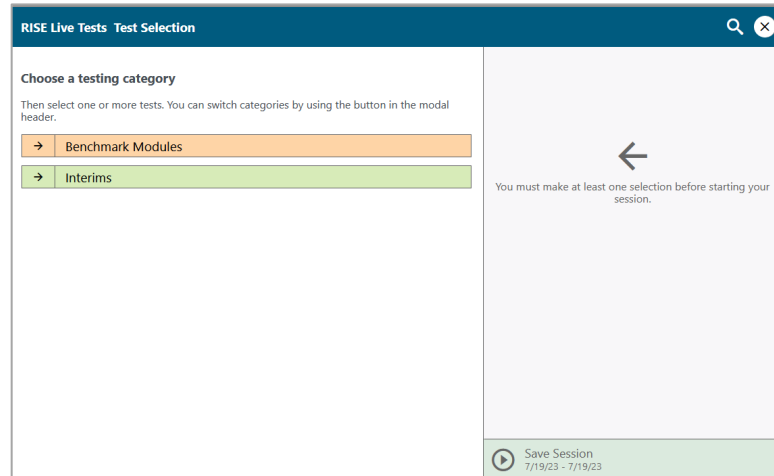 RISE Live Tests Test Selection
Choose a testing category
Then select one or more tests. You can switch categories by using the button in the modal
header.
Benchmark Modules
Interims
You must make at least one selection before starting your
session.
Save Session
7/19/23 - 7/19/23